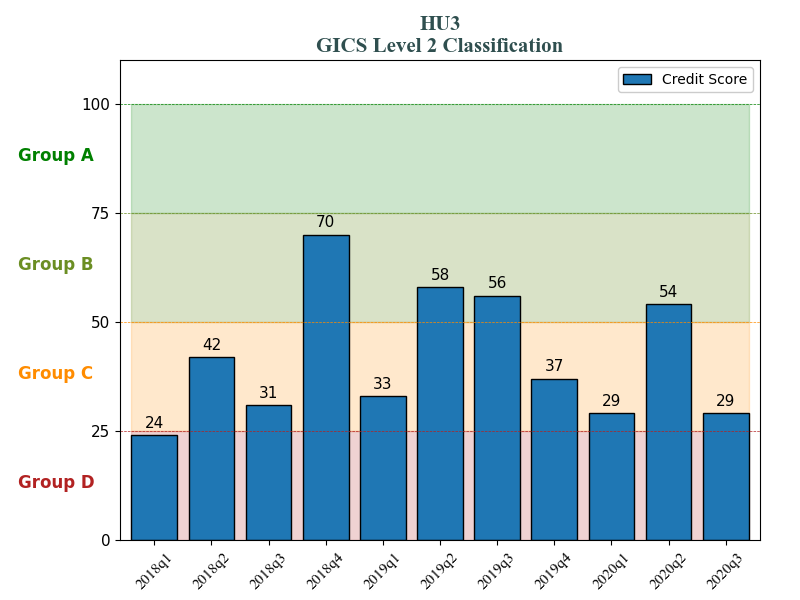 HU3
GICS Level 2 Classification
Credit Score
100
Group A
75
70
Group B
58
56
54
50
42
Group C
37
33
31
29
29
25
24
Group D
0
2018q1
2018q2
2018q3
2018q4
2019q1
2019q2
2019q3
2019q4
2020q1
2020q2
2020q3